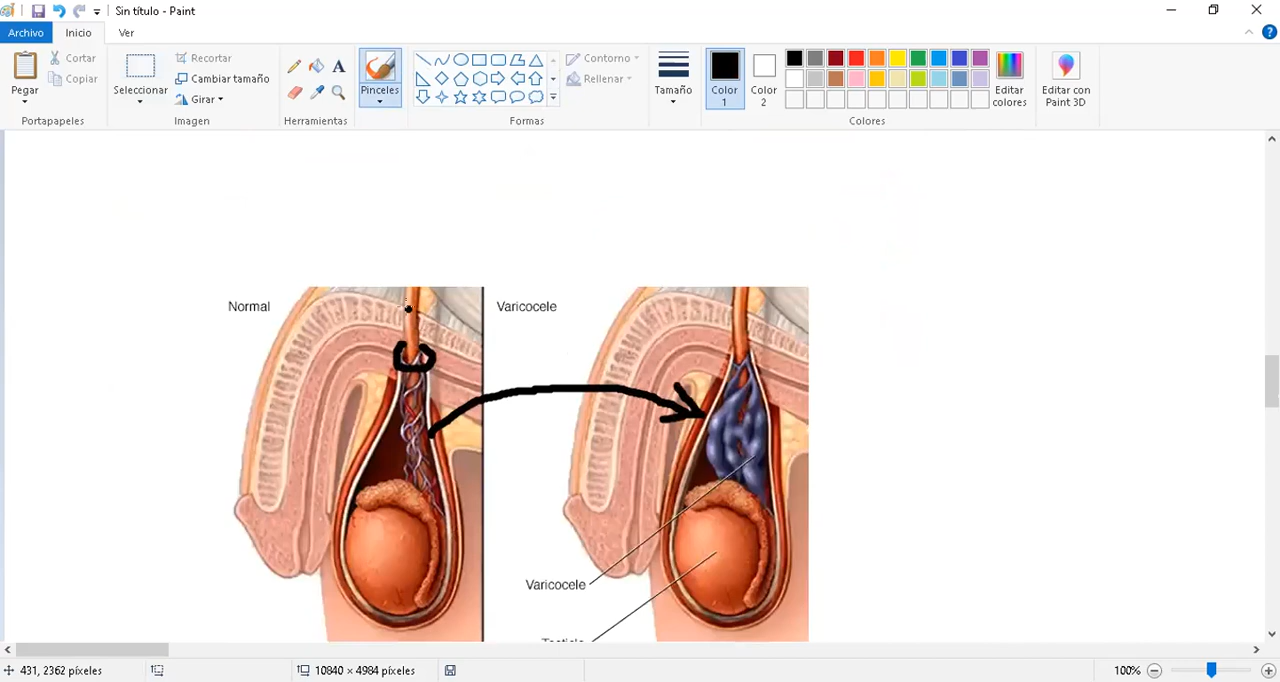 Sin título - Paint
Archivo
Inicio
Ver
Pegar
Cortar
Copiar
Portapapeles
Seleccionar
Recortar
Cambiar tamaño
Girar
Imagen
A
Herramientas
Pinceles
Contorno
Rellenar
Formas
Tamaño
Color
1
Color
2
Editar
colores
Editar con
Paint 3D
Colores
Normal
Varicocele
Varicocele
431, 2362 píxeles
10840 × 4984 píxeles
100%